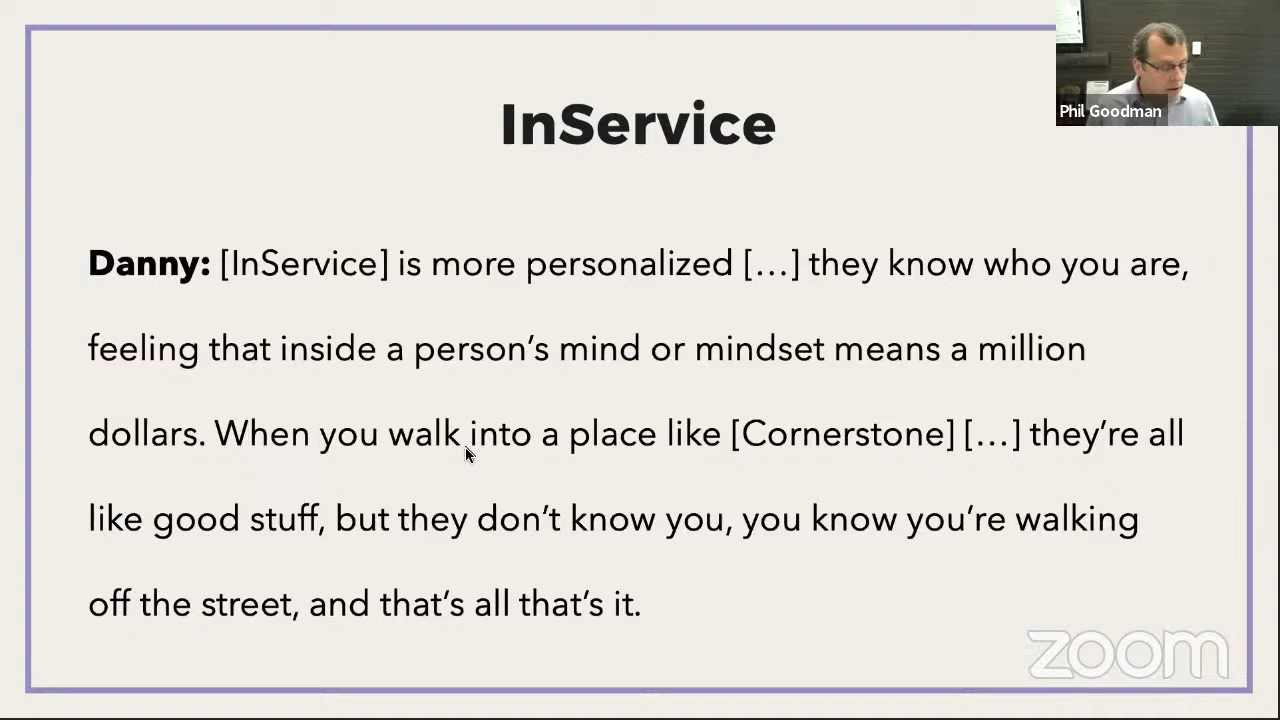 InService
Phil Goodman
Danny: [InService] is more personalized […] they know who you are,
feeling that inside a person’s mind or mindset means a million
dollars. When you walk into a place like [Cornerstone] […] they’re all
like good stuff, but they don’t know you, you know you’re walking
off the street, and that’s all that’s it.
zoom